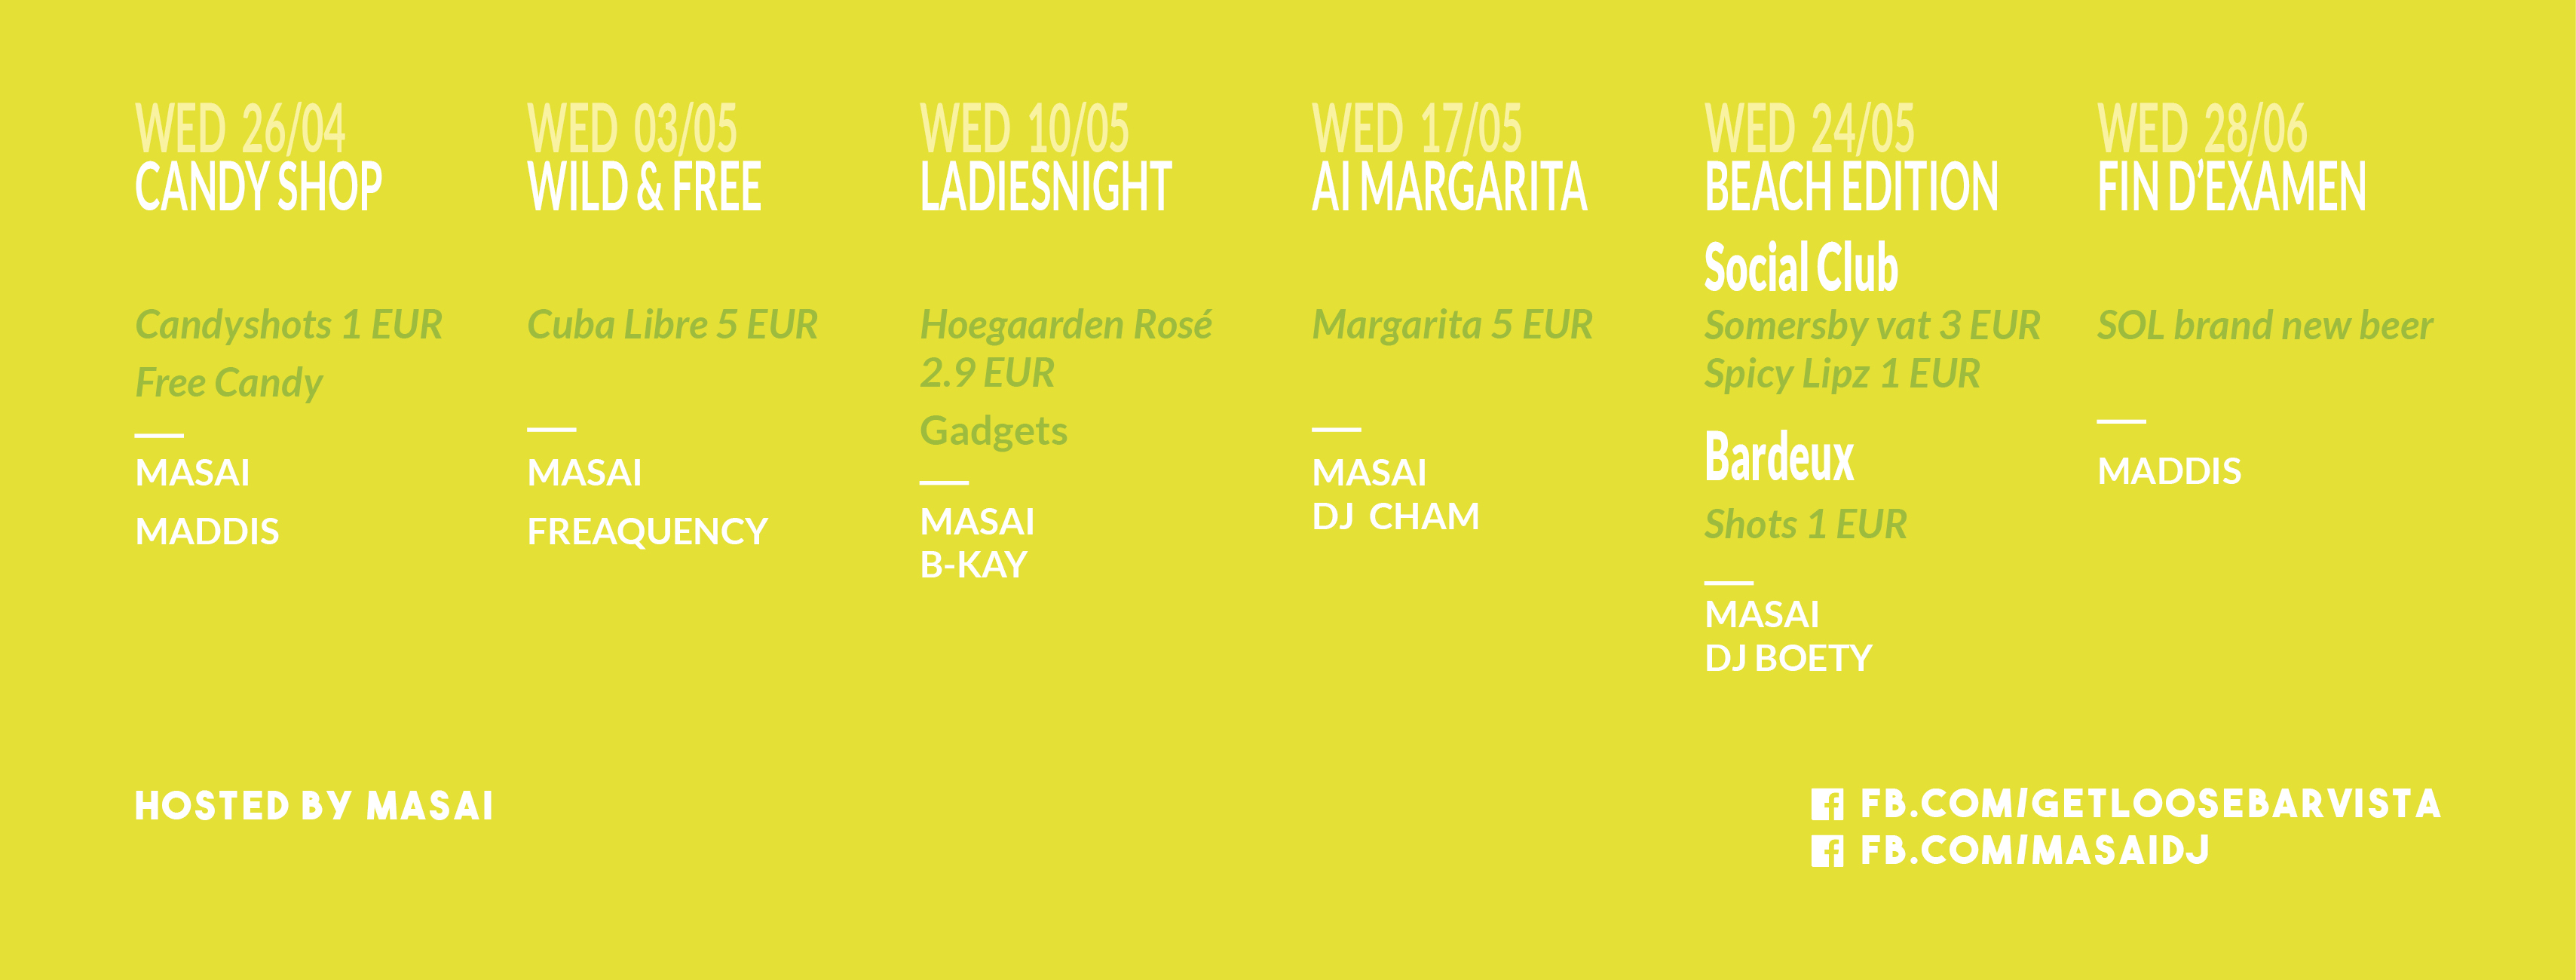 WED 26/04
CANDY SHOP
Candyshots 1 EUR
Free Candy
MASAI
MADDIS
WED 03/05
WILD & FREE
Cuba Libre 5 EUR
MASAI
FREAQUENCY
WED 10/05
LADIESNIGHT
Hoegaarden Rosé
2.9 EUR
Gadgets
MASAI
B-KAY
WED 17/05
AI MARGARITA
Margarita 5 EUR
MASAI
DJ CHAM
WED 24/05
BEACH EDITION
Social Club
Somersby vat 3 EUR
Spicy Lipz 1 EUR
Bardeux
Shots 1 EUR
MASAI
DJ BOETY
WED 28/06
FIN D’EXAMEN
SOL brand new beer
MADDIS
HOSTED BY MASAI
FB.COM/GETLOOSEBARVISTA
FB.COM/MASAIDJ